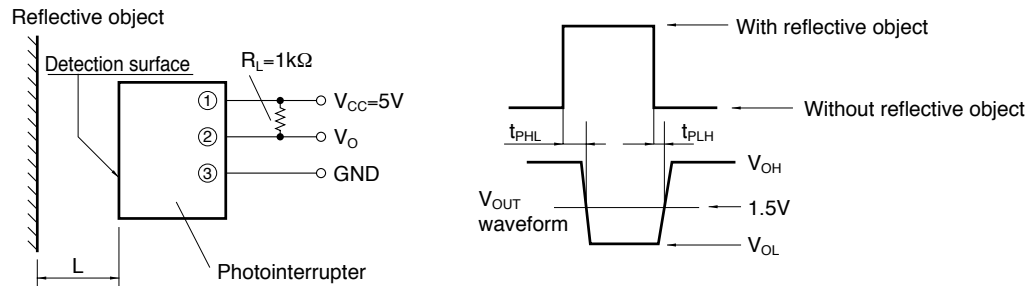 Reflective object
Detection surface
R_L=1kΩ
① V_CC=5V
② V_O
③ GND
L
Photointerrupter
With reflective object
Without reflective object
t_PHL t_PLH
V_OH
V_OUT
waveform
1.5V
V_OL